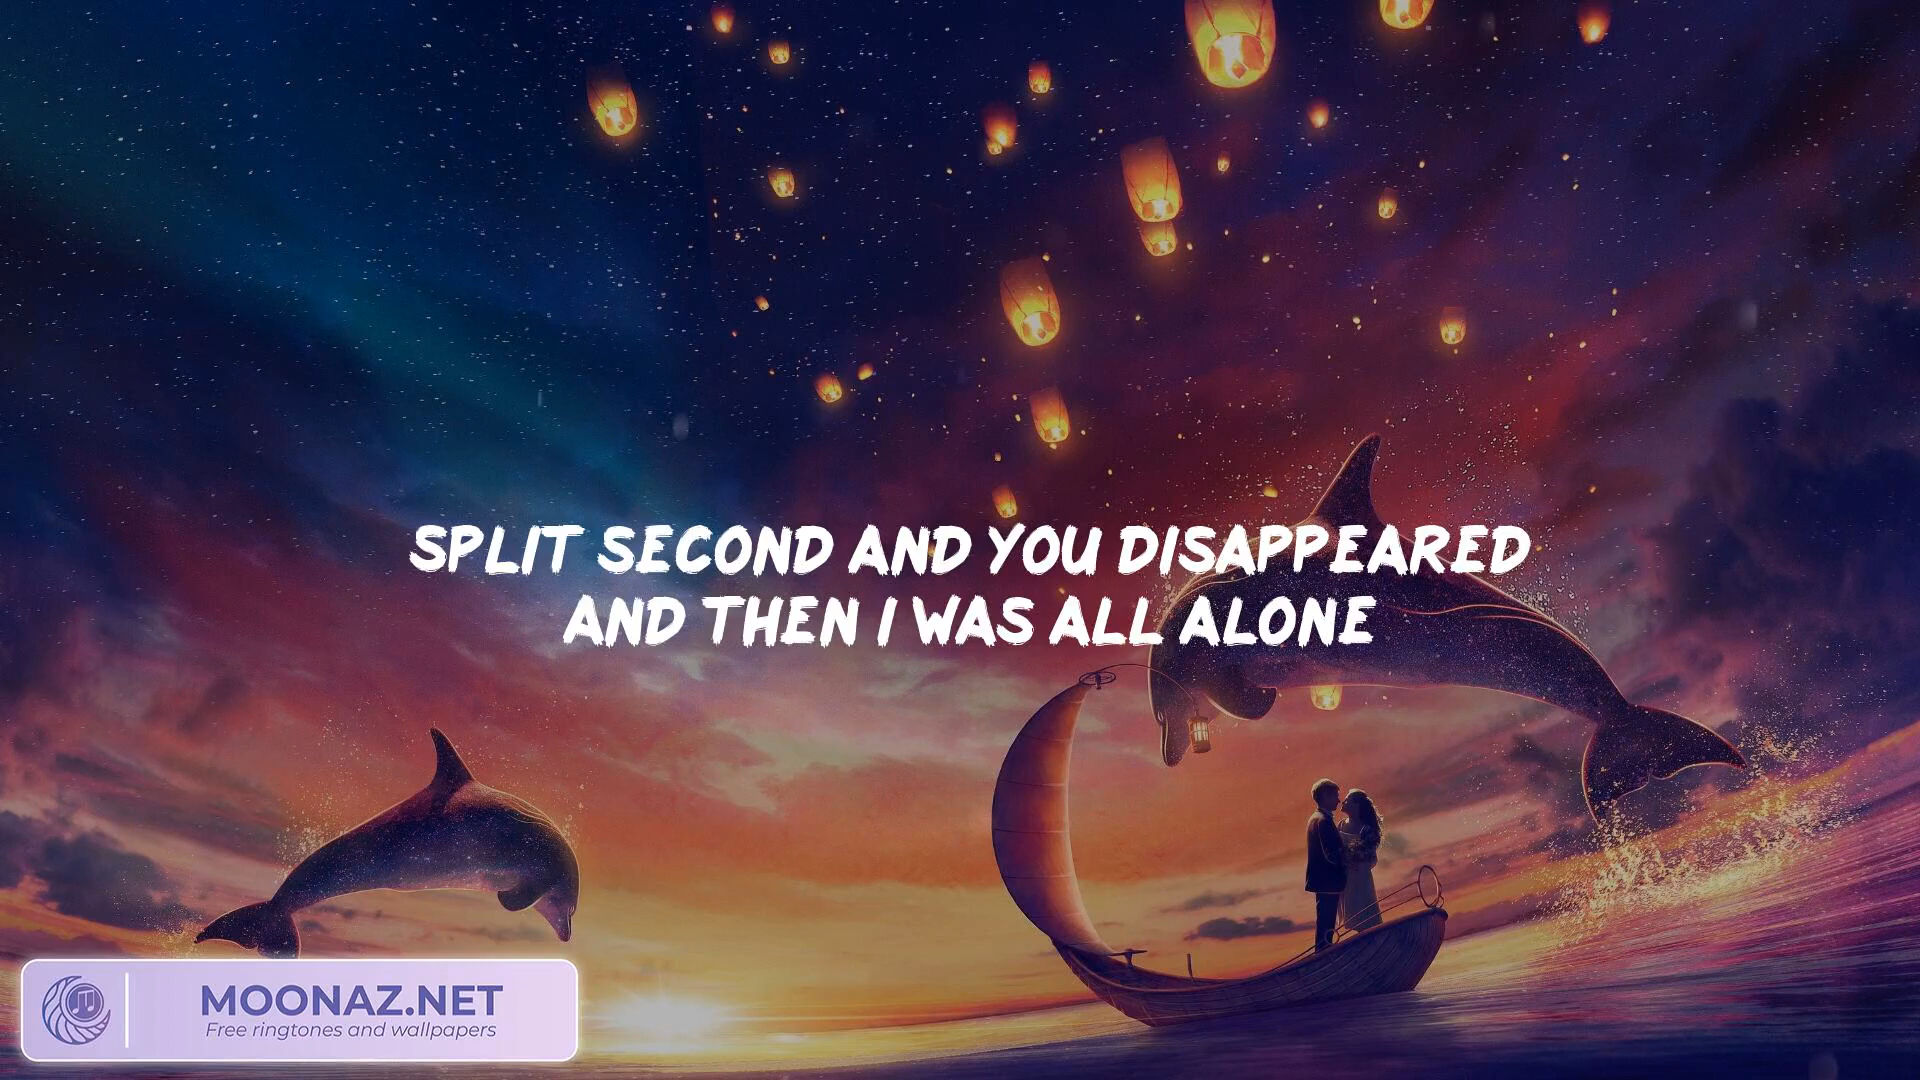 SPLIT SECOND AND YOU DISAPPEARED
AND THEN I WAS ALL ALONE
MOONAZ.NET
Free ringtones and wallpapers